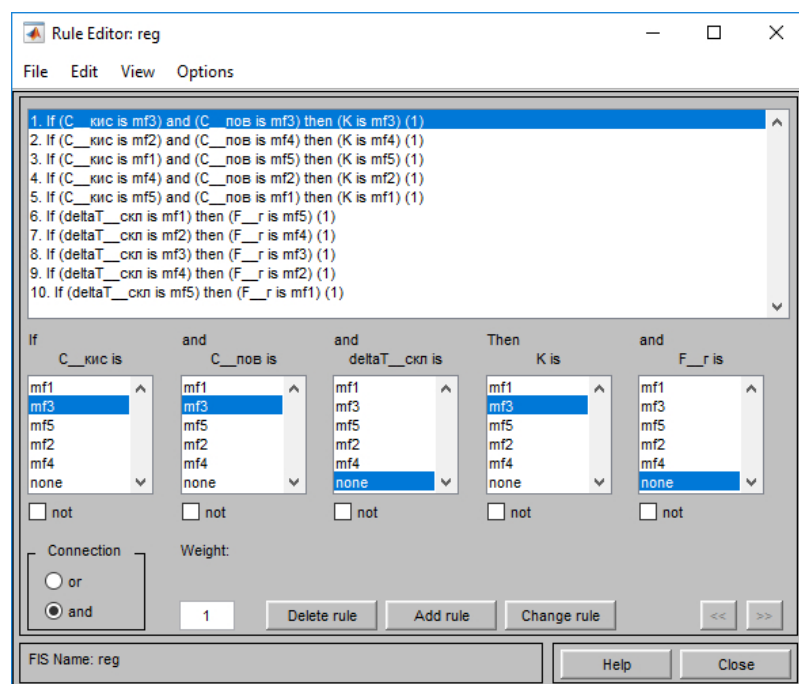 Rule Editor: reg
File Edit View Options
1. If (C__кис is mf3) and (C__пов is mf3) then (K is mf3) (1)
2. If (C__кис is mf2) and (C__пов is mf4) then (K is mf4) (1)
3. If (C__кис is mf1) and (C__пов is mf5) then (K is mf5) (1)
4. If (C__кис is mf4) and (C__пов is mf2) then (K is mf2) (1)
5. If (C__кис is mf5) and (C__пов is mf1) then (K is mf1) (1)
6. If (deltaT__скл is mf1) then (F__г is mf5) (1)
7. If (deltaT__скл is mf2) then (F__г is mf4) (1)
8. If (deltaT__скл is mf3) then (F__г is mf3) (1)
9. If (deltaT__скл is mf4) then (F__г is mf2) (1)
10. If (deltaT__скл is mf5) then (F__г is mf1) (1)
If and and Then and
C__кис is C__пов is deltaT__скл is K is F__г is
mf1 mf1 mf1 mf1 mf1
mf3 mf3 mf3 mf3 mf3
mf5 mf5 mf5 mf5 mf5
mf2 mf2 mf2 mf2 mf2
mf4 mf4 mf4 mf4 mf4
none none none none none
not not not not not
Connection Weight:
or
and 1 Delete rule Add rule Change rule << >>
FIS Name: reg Help Close